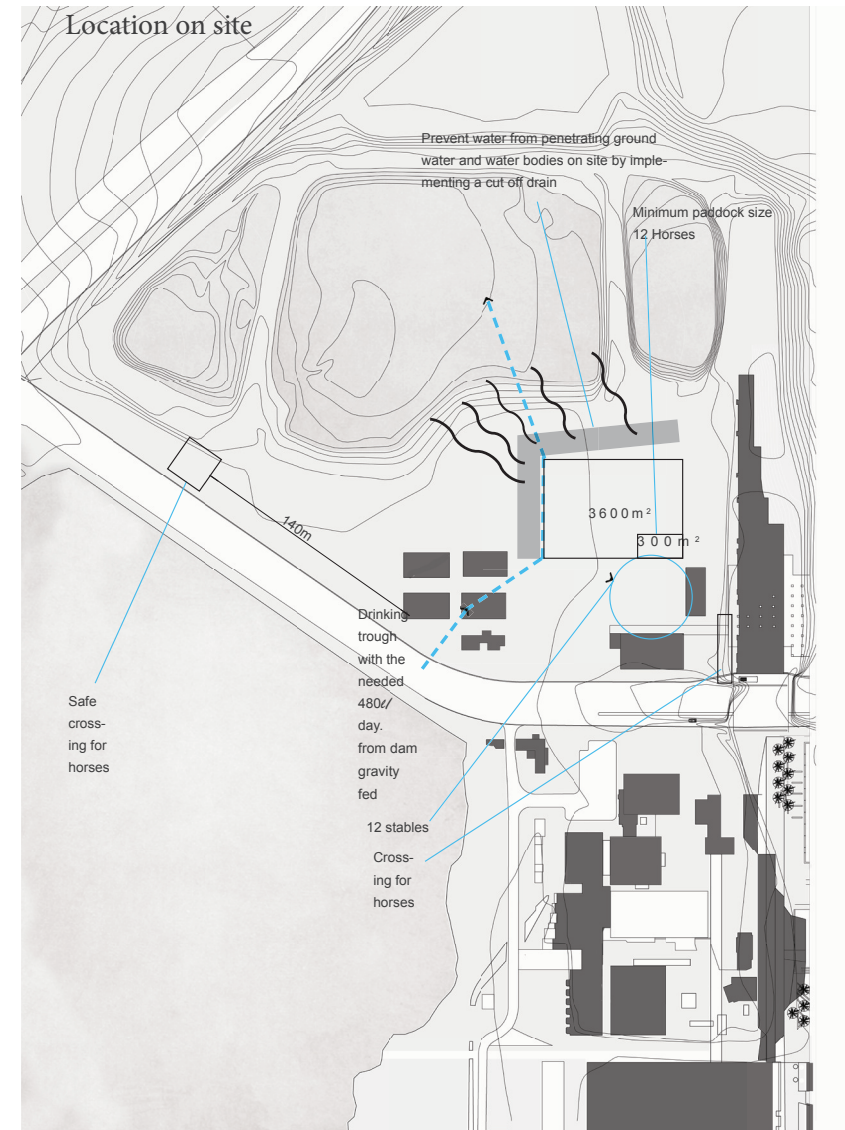 Location on site
Prevent water from penetrating ground
water and water bodies on site by imple-
menting a cut off drain
Minimum paddock size
12 Horses
3600m²
300m²
140m
Drinking
trough
with the
needed
480ℓ/
day.
from dam
gravity
fed
Safe
cross-
ing for
horses
12 stables
Cross-
ing for
horses